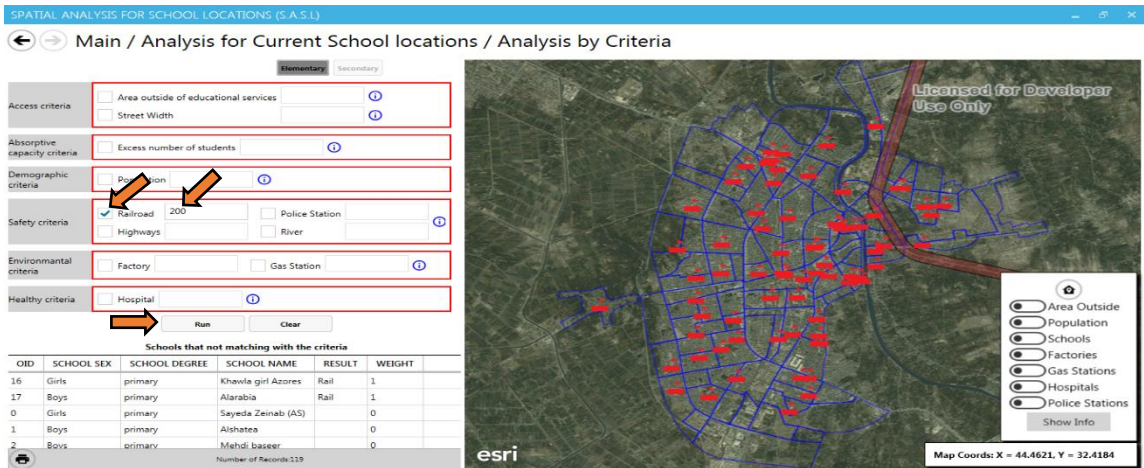 SPATIAL ANALYSIS FOR SCHOOL LOCATIONS (S.A.S.L)
Main / Analysis for Current School locations / Analysis by Criteria
Elementary Secondary
Access criteria
Area outside of educational services
Street Width
Absorptive
capacity criteria
Excess number of students
Demographic
criteria
Safety criteria
Railroad 200 Police Station
Highways River
Environmantal
criteria
Factory Gas Station
Healthy criteria
Hospital
Run Clear
Schools that not matching with the criteria
OID SCHOOL SEX SCHOOL DEGREE SCHOOL NAME RESULT WEIGHT
16 Girls primary Khawla girl Azores Rail 1
17 Boys primary Alarabia Rail 1
0 Girls primary Sayeda Zeinab (AS) 0
1 Boys primary Alshatea 0
2 Boys primary Mehdi baseer 0
Number of Records:119
Licensed for Developer
Use Only
Area Outside
Population
Schools
Factories
Gas Stations
Hospitals
Police Stations
Show Info
esri
Map Coords: X = 44.4621, Y = 32.4184